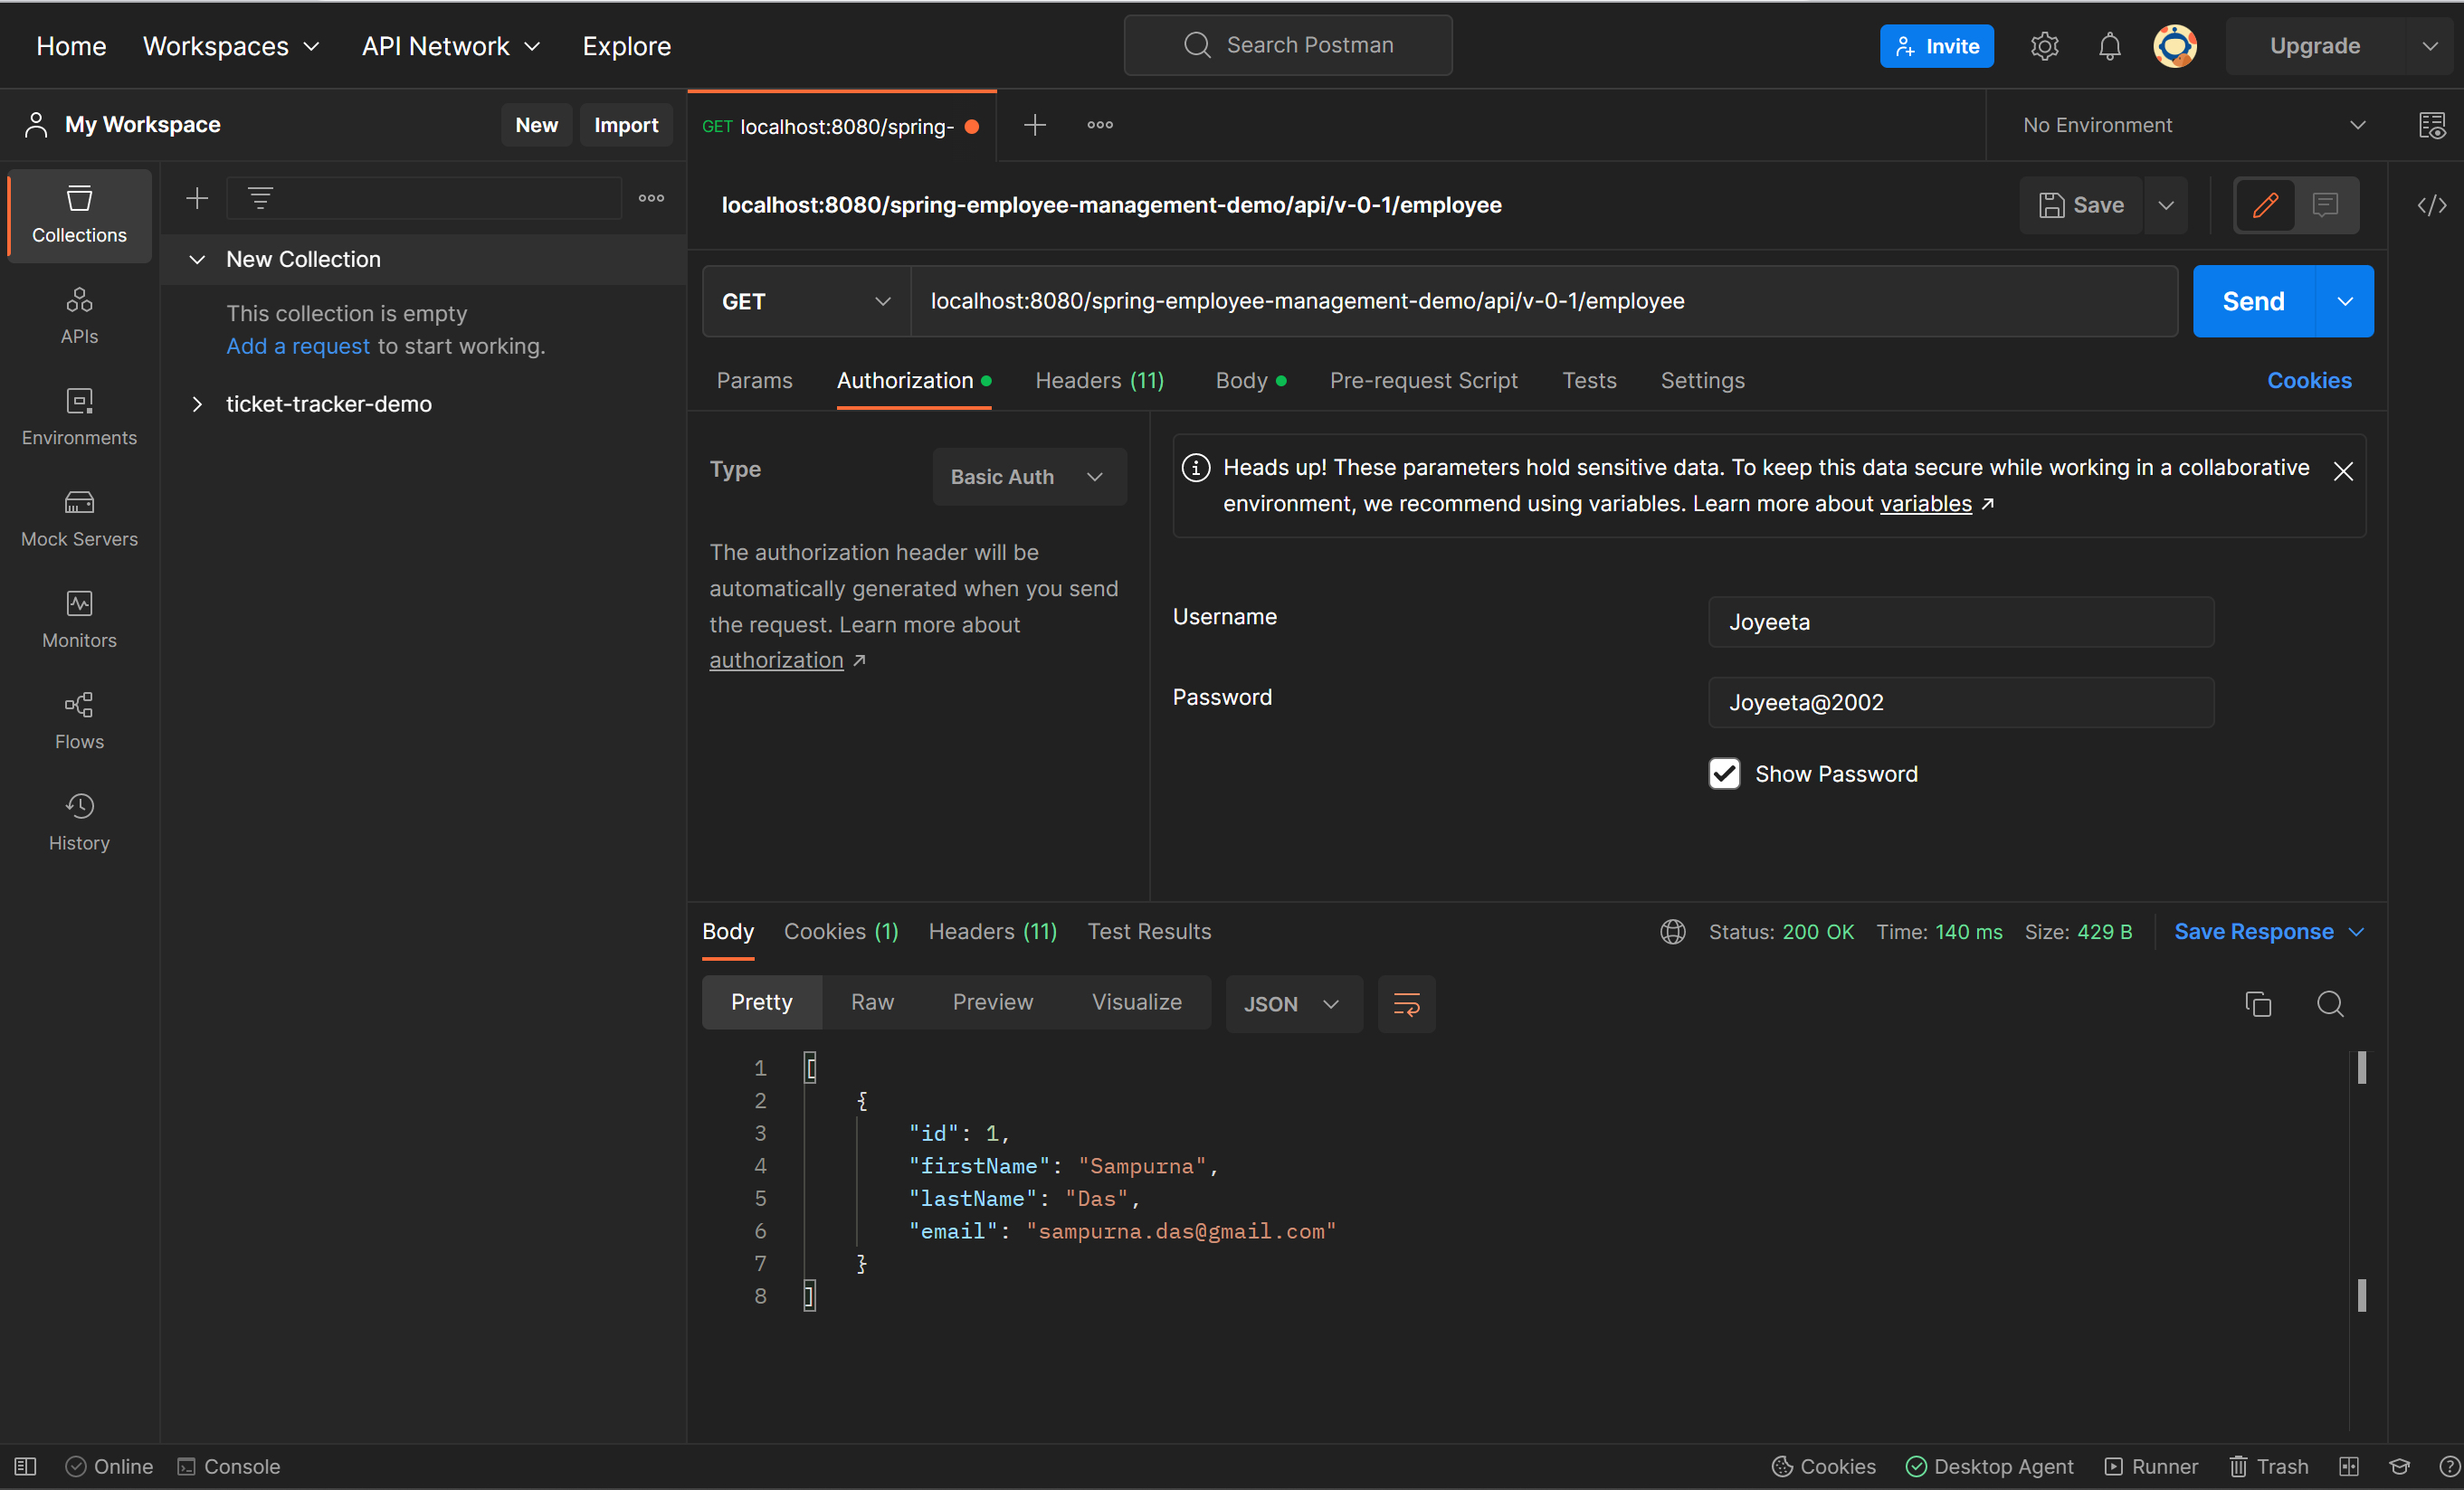 Home Workspaces API Network Explore Search Postman Invite Upgrade
My Workspace New Import GET localhost:8080/spring- No Environment
Collections
New Collection
This collection is empty
Add a request to start working.
ticket-tracker-demo
APIs
Environments
Mock Servers
Monitors
Flows
History
localhost:8080/spring-employee-management-demo/api/v-0-1/employee Save
GET localhost:8080/spring-employee-management-demo/api/v-0-1/employee Send
Params Authorization Headers (11) Body Pre-request Script Tests Settings Cookies
Type Basic Auth
The authorization header will be
automatically generated when you send
the request. Learn more about
authorization ↗
Heads up! These parameters hold sensitive data. To keep this data secure while working in a collaborative
environment, we recommend using variables. Learn more about variables ↗
Username Joyeeta
Password Joyeeta@2002
Show Password
Body Cookies (1) Headers (11) Test Results Status: 200 OK Time: 140 ms Size: 429 B Save Response
Pretty Raw Preview Visualize JSON
1 [
2 {
3 "id": 1,
4 "firstName": "Sampurna",
5 "lastName": "Das",
6 "email": "sampurna.das@gmail.com"
7 }
8 ]
Online Console Cookies Desktop Agent Runner Trash